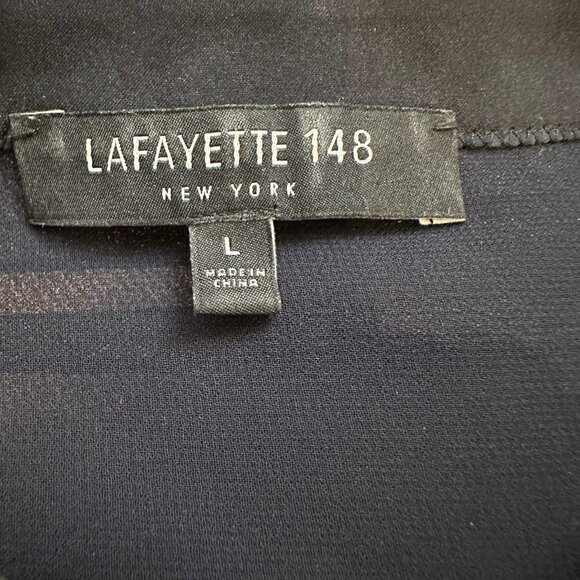 LAFAYETTE 148
NEW YORK
L
MADE IN
CHINA